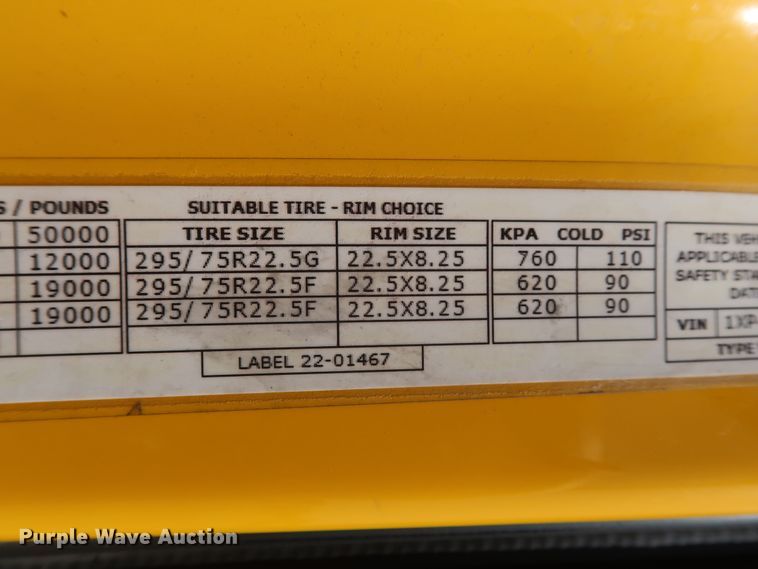 S / POUNDS SUITABLE TIRE - RIM CHOICE
50000 TIRE SIZE RIM SIZE KPA COLD PSI THIS VEH
12000 295/ 75R22.5G 22.5X8.25 760 110 APPLICABLE
19000 295/ 75R22.5F 22.5X8.25 620 90 SAFETY STA
19000 295/ 75R22.5F 22.5X8.25 620 90 DAT
VIN 1XP
LABEL 22-01467 TYPE
Purple Wave Auction